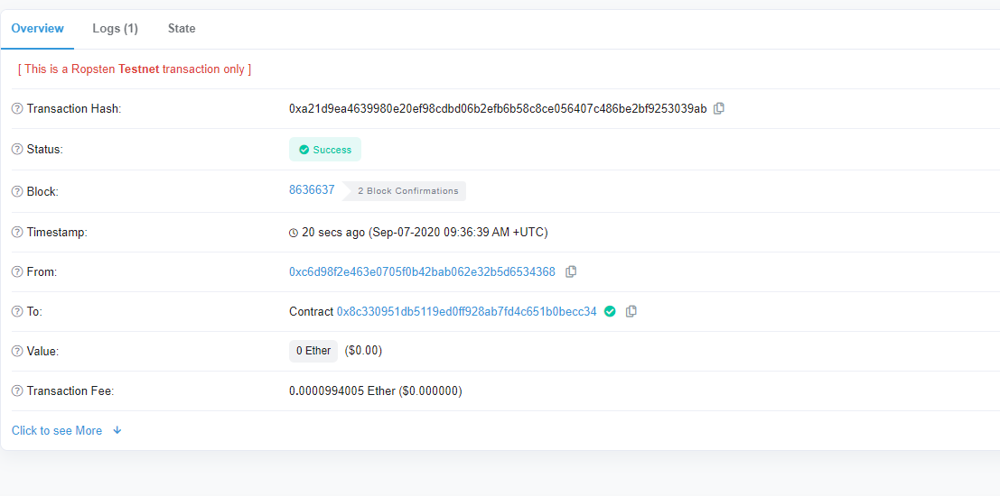 Overview Logs (1) State
[ This is a Ropsten Testnet transaction only ]
Transaction Hash: 0xa21d9ea4639980e20ef98cdbd06b2efb6b58c8ce056407c486be2bf9253039ab
Status: Success
Block: 8636637 2 Block Confirmations
Timestamp: 20 secs ago (Sep-07-2020 09:36:39 AM +UTC)
From: 0xc6d98f2e463e0705f0b42bab062e32b5d6534368
To: Contract 0x8c330951db5119ed0ff928ab7fd4c651b0becc34
Value: 0 Ether ($0.00)
Transaction Fee: 0.0000994005 Ether ($0.000000)
Click to see More